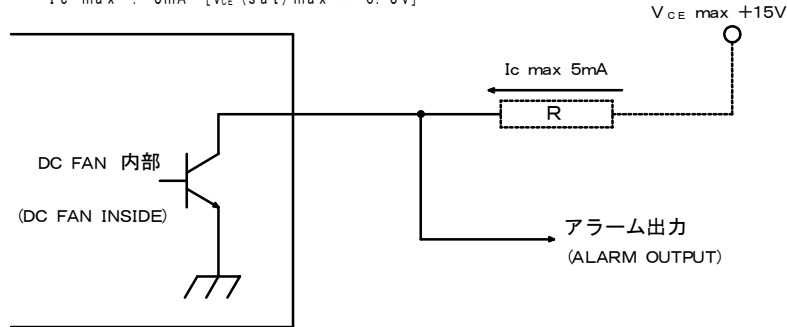 V CE max +15V
Ic max 5mA
R
DC FAN 内部
(DC FAN INSIDE)
アラーム出力
(ALARM OUTPUT)